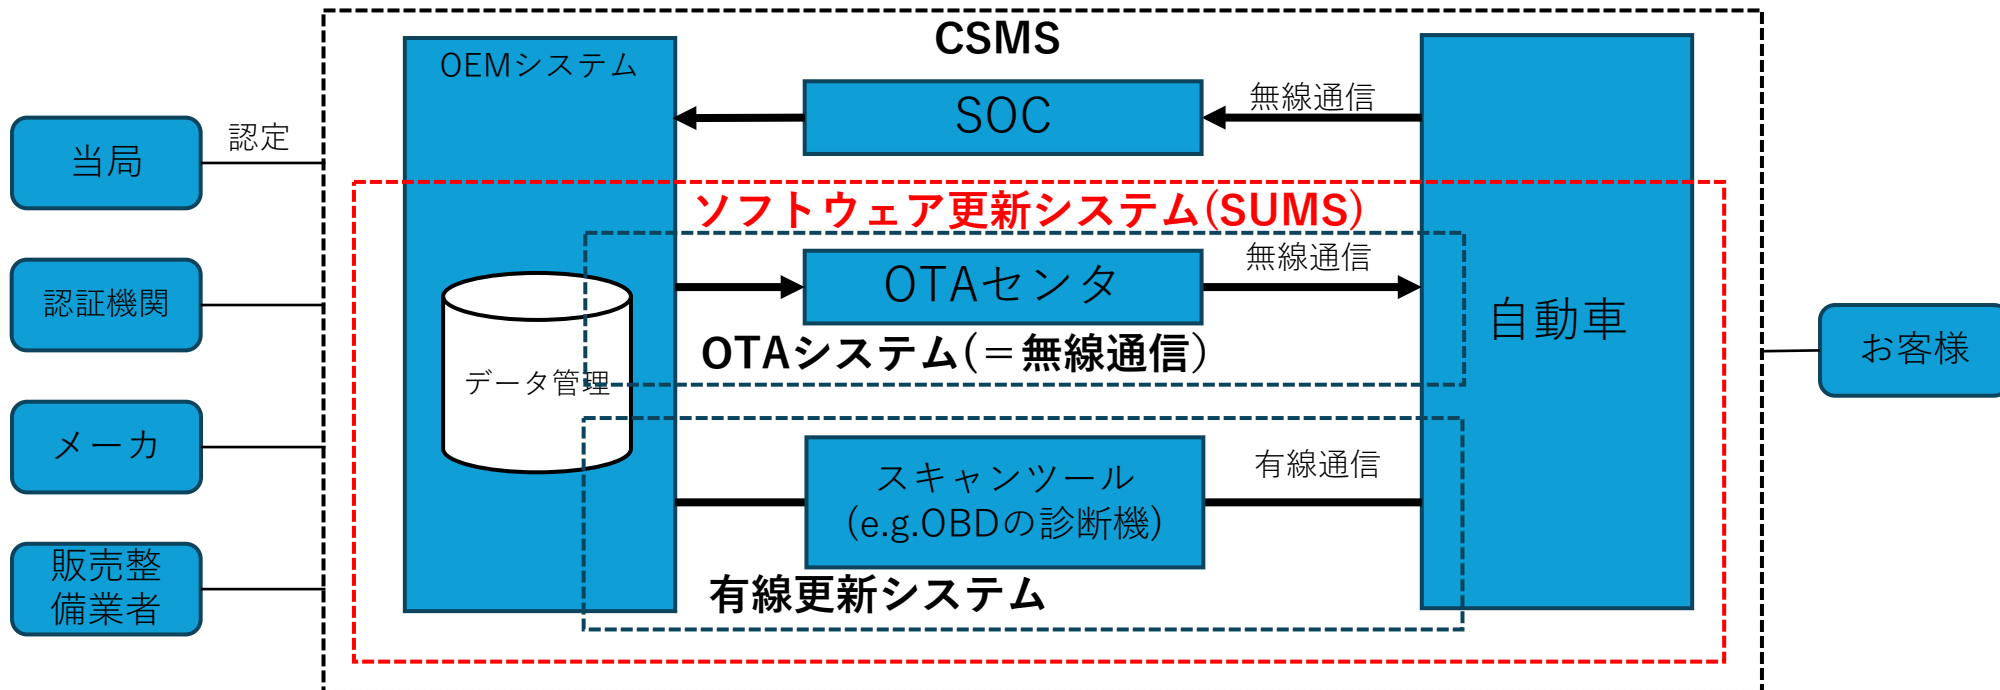 CSMS
OEMシステム
SOC
無線通信
当局
認定
ソフトウェア更新システム(SUMS)
OTAセンタ
無線通信
認証機関
自動車
お客様
OTAシステム(＝無線通信)
データ管理
メーカ
スキャンツール
(e.g.OBDの診断機)
有線通信
販売整
備業者
有線更新システム